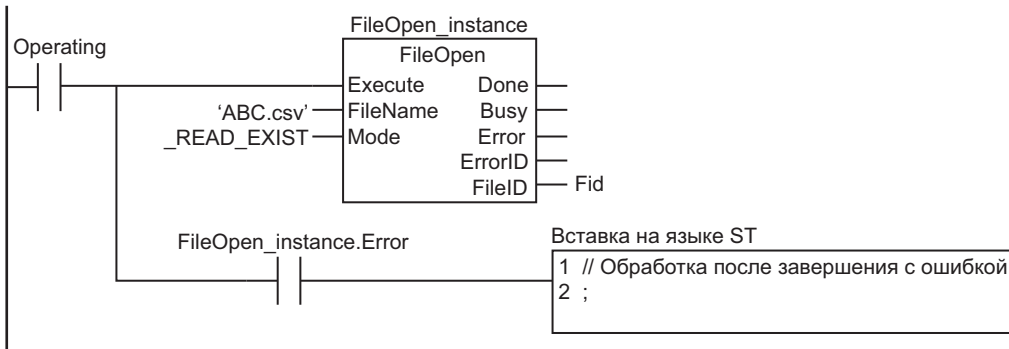 FileOpen_instance
Operating
FileOpen
Execute Done
'ABC.csv' FileName Busy
_READ_EXIST Mode Error
ErrorID
FileID Fid
FileOpen_instance.Error
Вставка на языке ST
1 // Обработка после завершения с ошибкой
2 ;